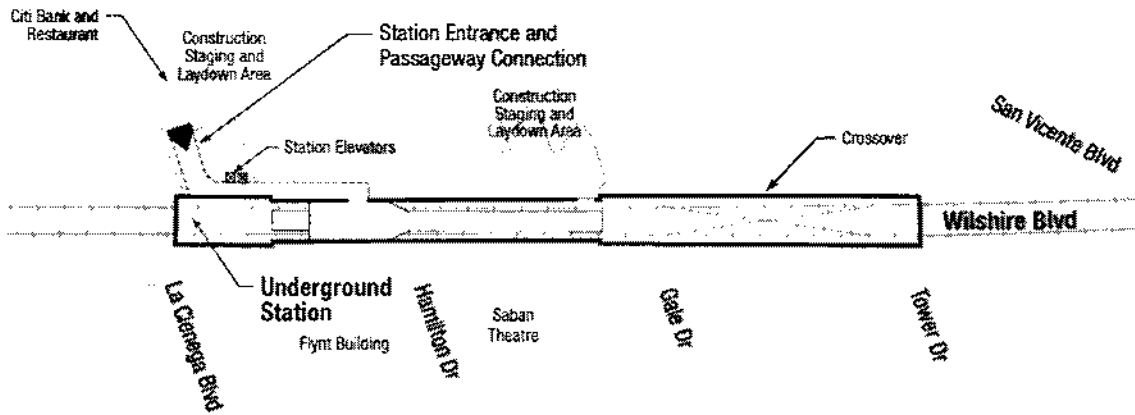 Citi Bank and
Restaurant
Construction
Staging and
Laydown Area
Station Entrance and
Passageway Connection
Construction
Staging and
Laydown Area
San Vicente Blvd
Station Elevators
Crossover
Wilshire Blvd
Underground
Station
La Cienega Blvd
Flynt Building
Hamilton Dr
Saban
Theatre
Gale Dr
Tower Dr